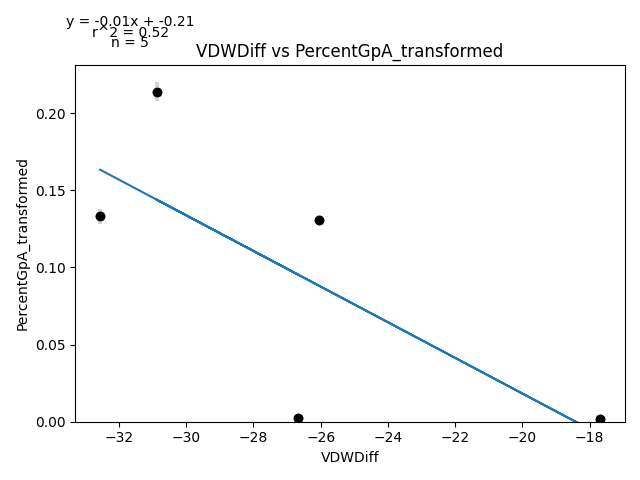 y = -0.01x + -0.21
r^2 = 0.52
n = 5
VDWDiff vs PercentGpA_transformed
PercentGpA_transformed
0.20
0.15
0.10
0.05
0.00
−32
−30
−28
−26
−24
−22
−20
−18
VDWDiff